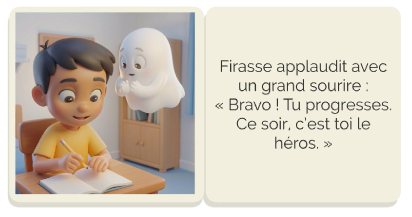 Firasse applaudit avec
un grand sourire :
« Bravo ! Tu progresses.
Ce soir, c'est toi le
héros. »